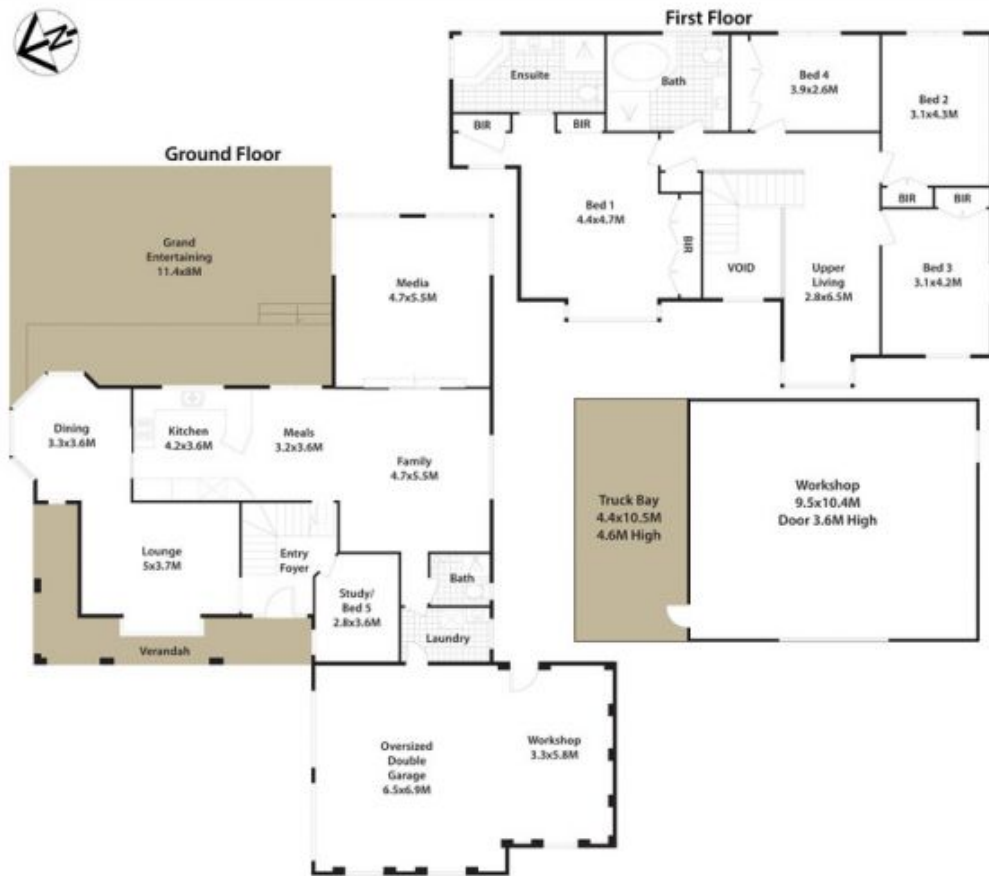 N
First Floor
Ensuite
Bath
Bed 4
3.9x2.6M
Bed 2
3.1x4.3M
BIR
BIR
Bed 1
4.4x4.7M
BIR
BIR
BIR
VOID
Upper
Living
2.8x6.5M
Bed 3
3.1x4.2M
Ground Floor
Grand
Entertaining
11.4x8M
Media
4.7x5.5M
Dining
3.3x3.6M
Kitchen
4.2x3.6M
Meals
3.2x3.6M
Family
4.7x5.5M
Lounge
5x3.7M
Entry
Foyer
Study/
Bed 5
2.8x3.6M
Bath
Laundry
Verandah
Oversized
Double
Garage
6.5x6.9M
Workshop
3.3x5.8M
Truck Bay
4.4x10.5M
4.6M High
Workshop
9.5x10.4M
Door 3.6M High